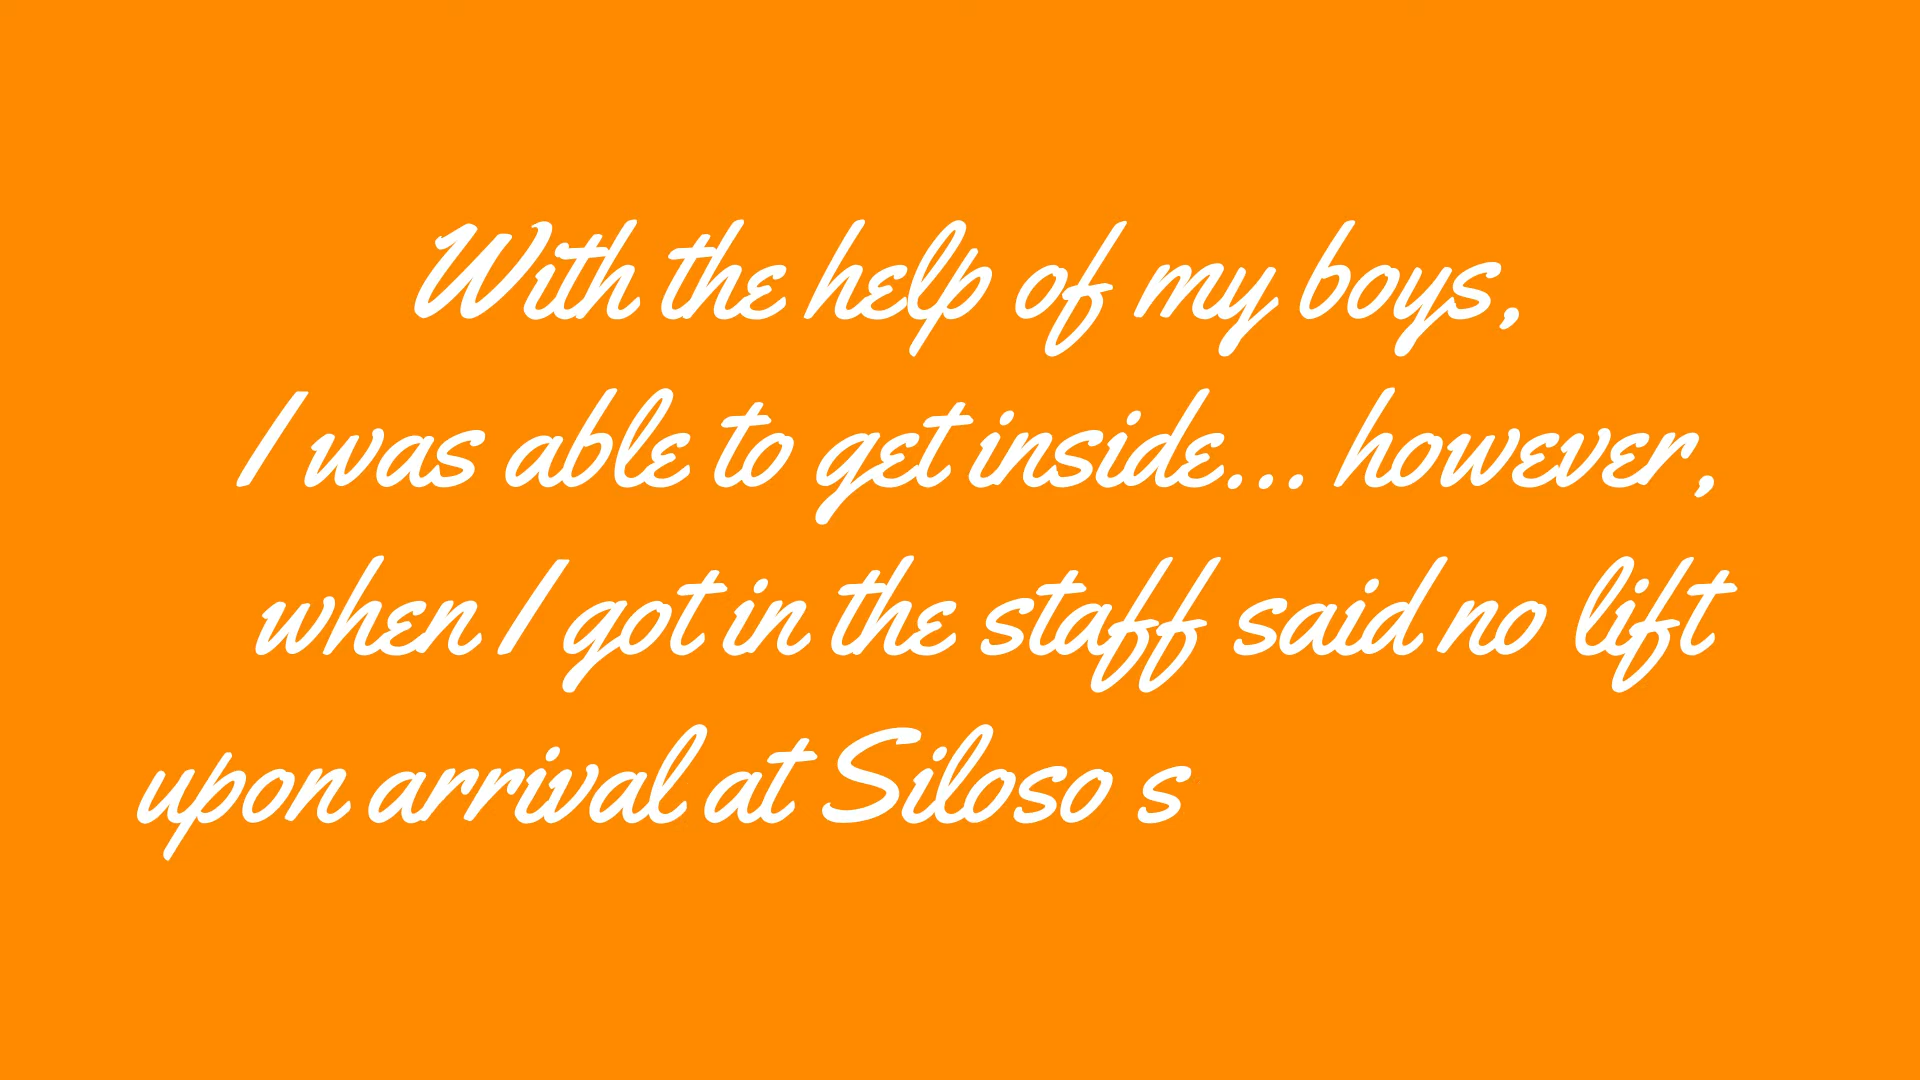 With the help of my boys,
I was able to get inside... however,
when I got in the staff said no lift
upon arrival at Siloso s